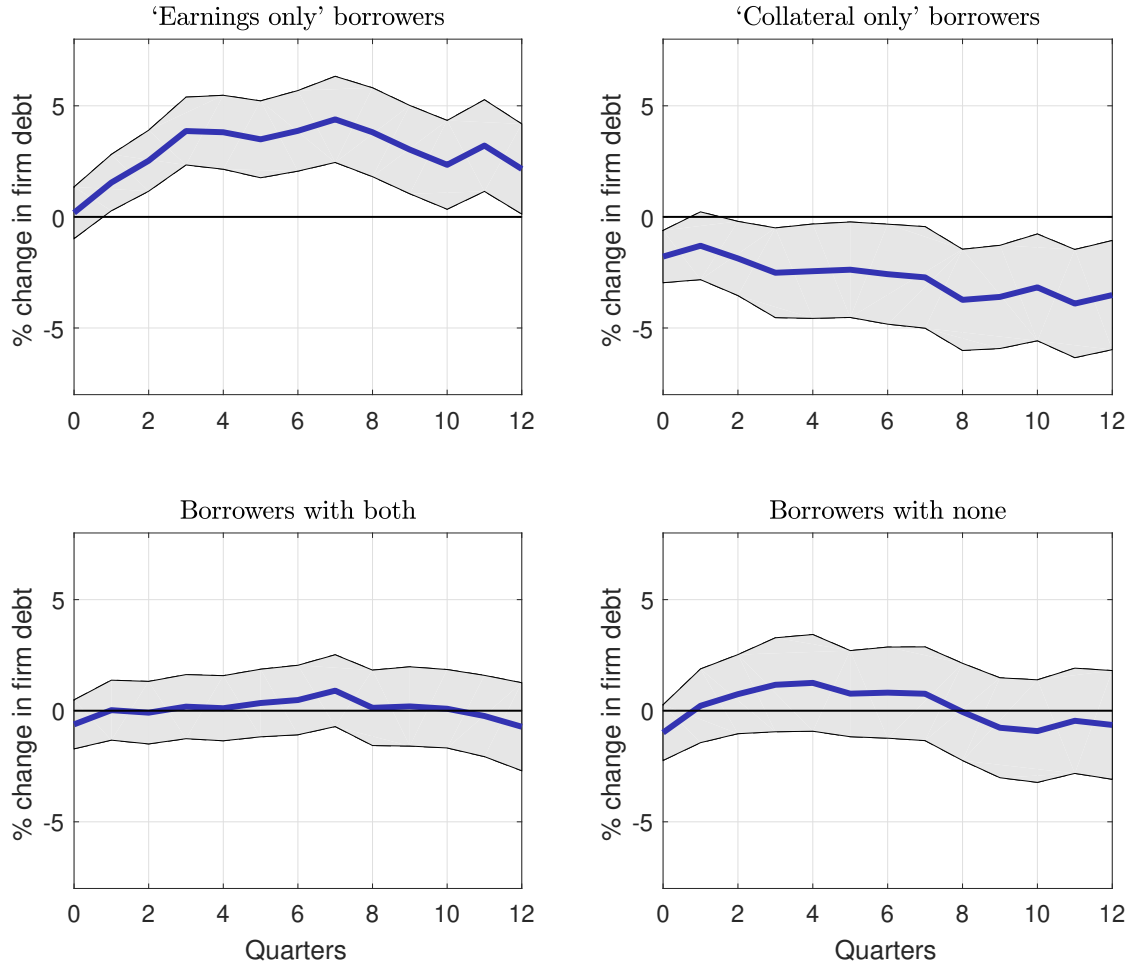 ‘Earnings only’ borrowers
% change in firm debt
5
0
-5
0 2 4 6 8 10 12
‘Collateral only’ borrowers
% change in firm debt
5
0
-5
0 2 4 6 8 10 12
Borrowers with both
% change in firm debt
5
0
-5
0 2 4 6 8 10 12
Quarters
Borrowers with none
% change in firm debt
5
0
-5
0 2 4 6 8 10 12
Quarters